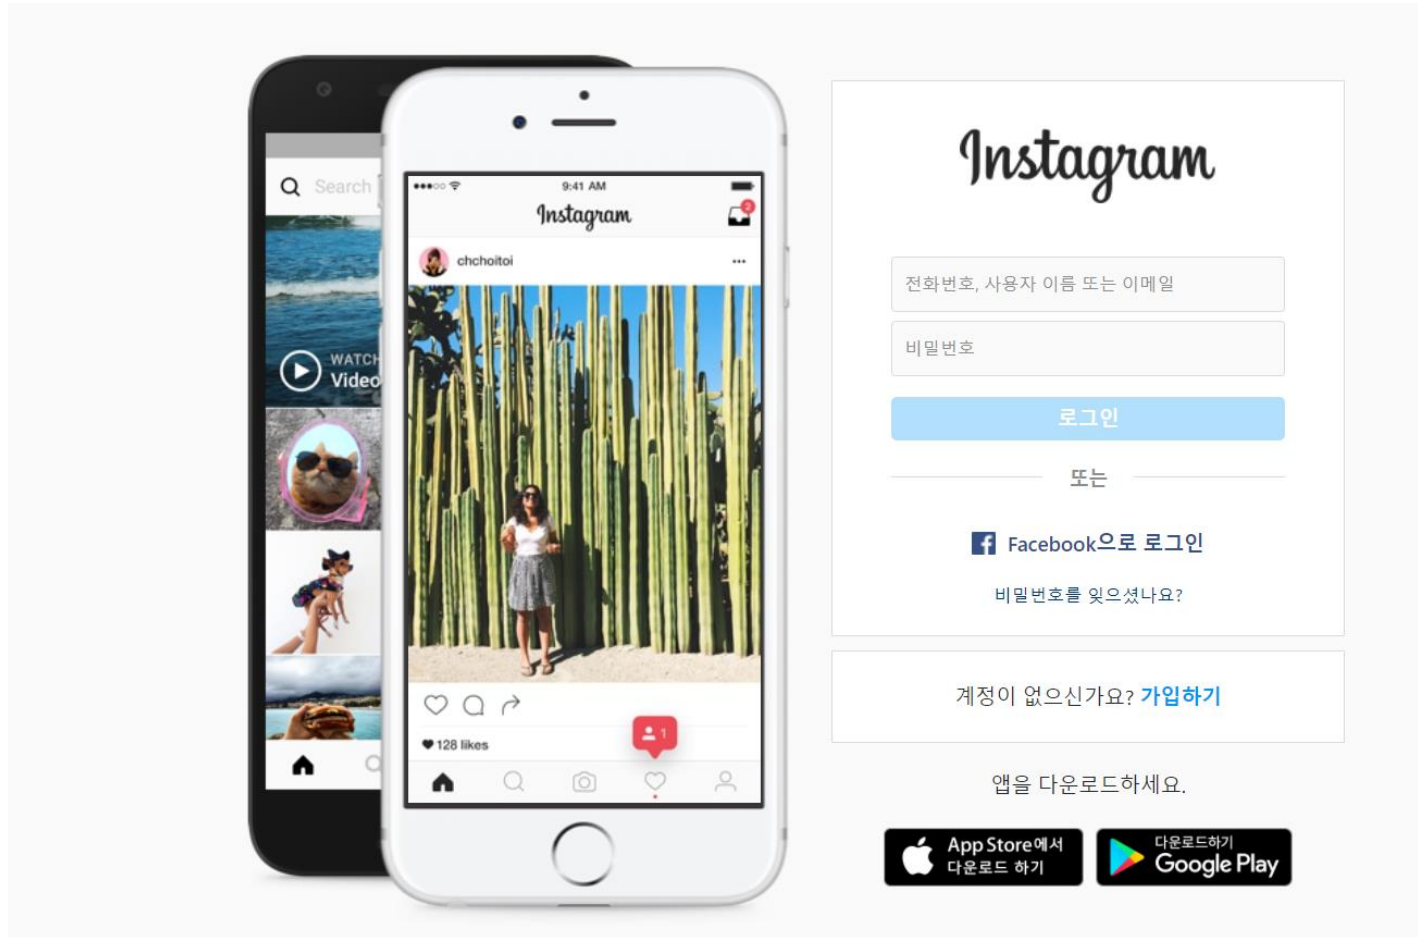 Search
WATCH
Video
9:41 AM
Instagram
2
chchoitoi
128 likes
1
Instagram
전화번호, 사용자 이름 또는 이메일
비밀번호
로그인
또는
Facebook으로 로그인
비밀번호를 잊으셨나요?
계정이 없으신가요? 가입하기
앱을 다운로드하세요.
App Store에서
다운로드 하기
다운로드하기
Google Play